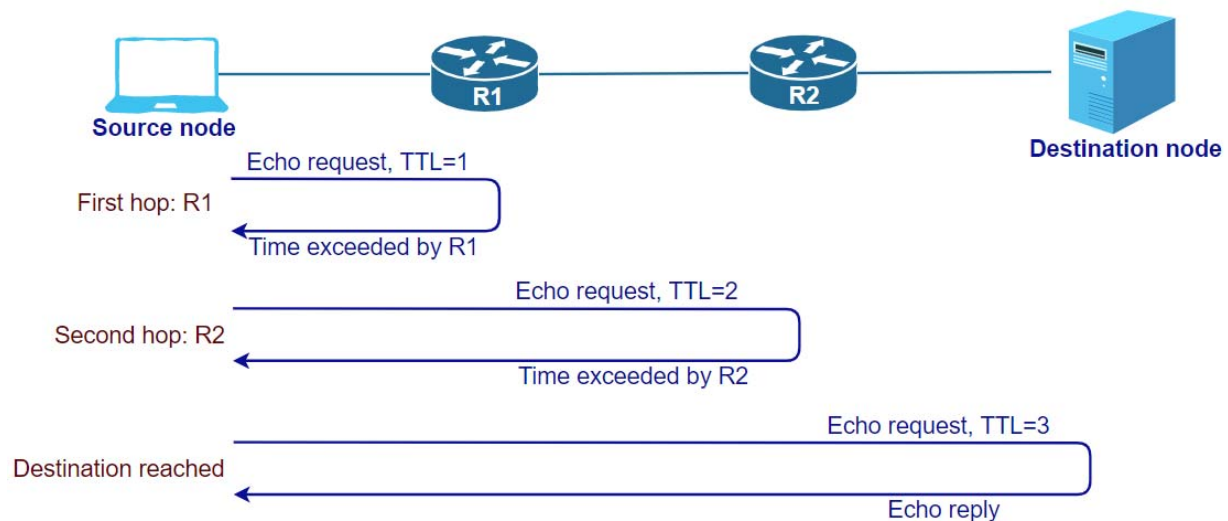 R1
R2
Source node
Destination node
Echo request, TTL=1
First hop: R1
Time exceeded by R1
Echo request, TTL=2
Second hop: R2
Time exceeded by R2
Echo request, TTL=3
Destination reached
Echo reply